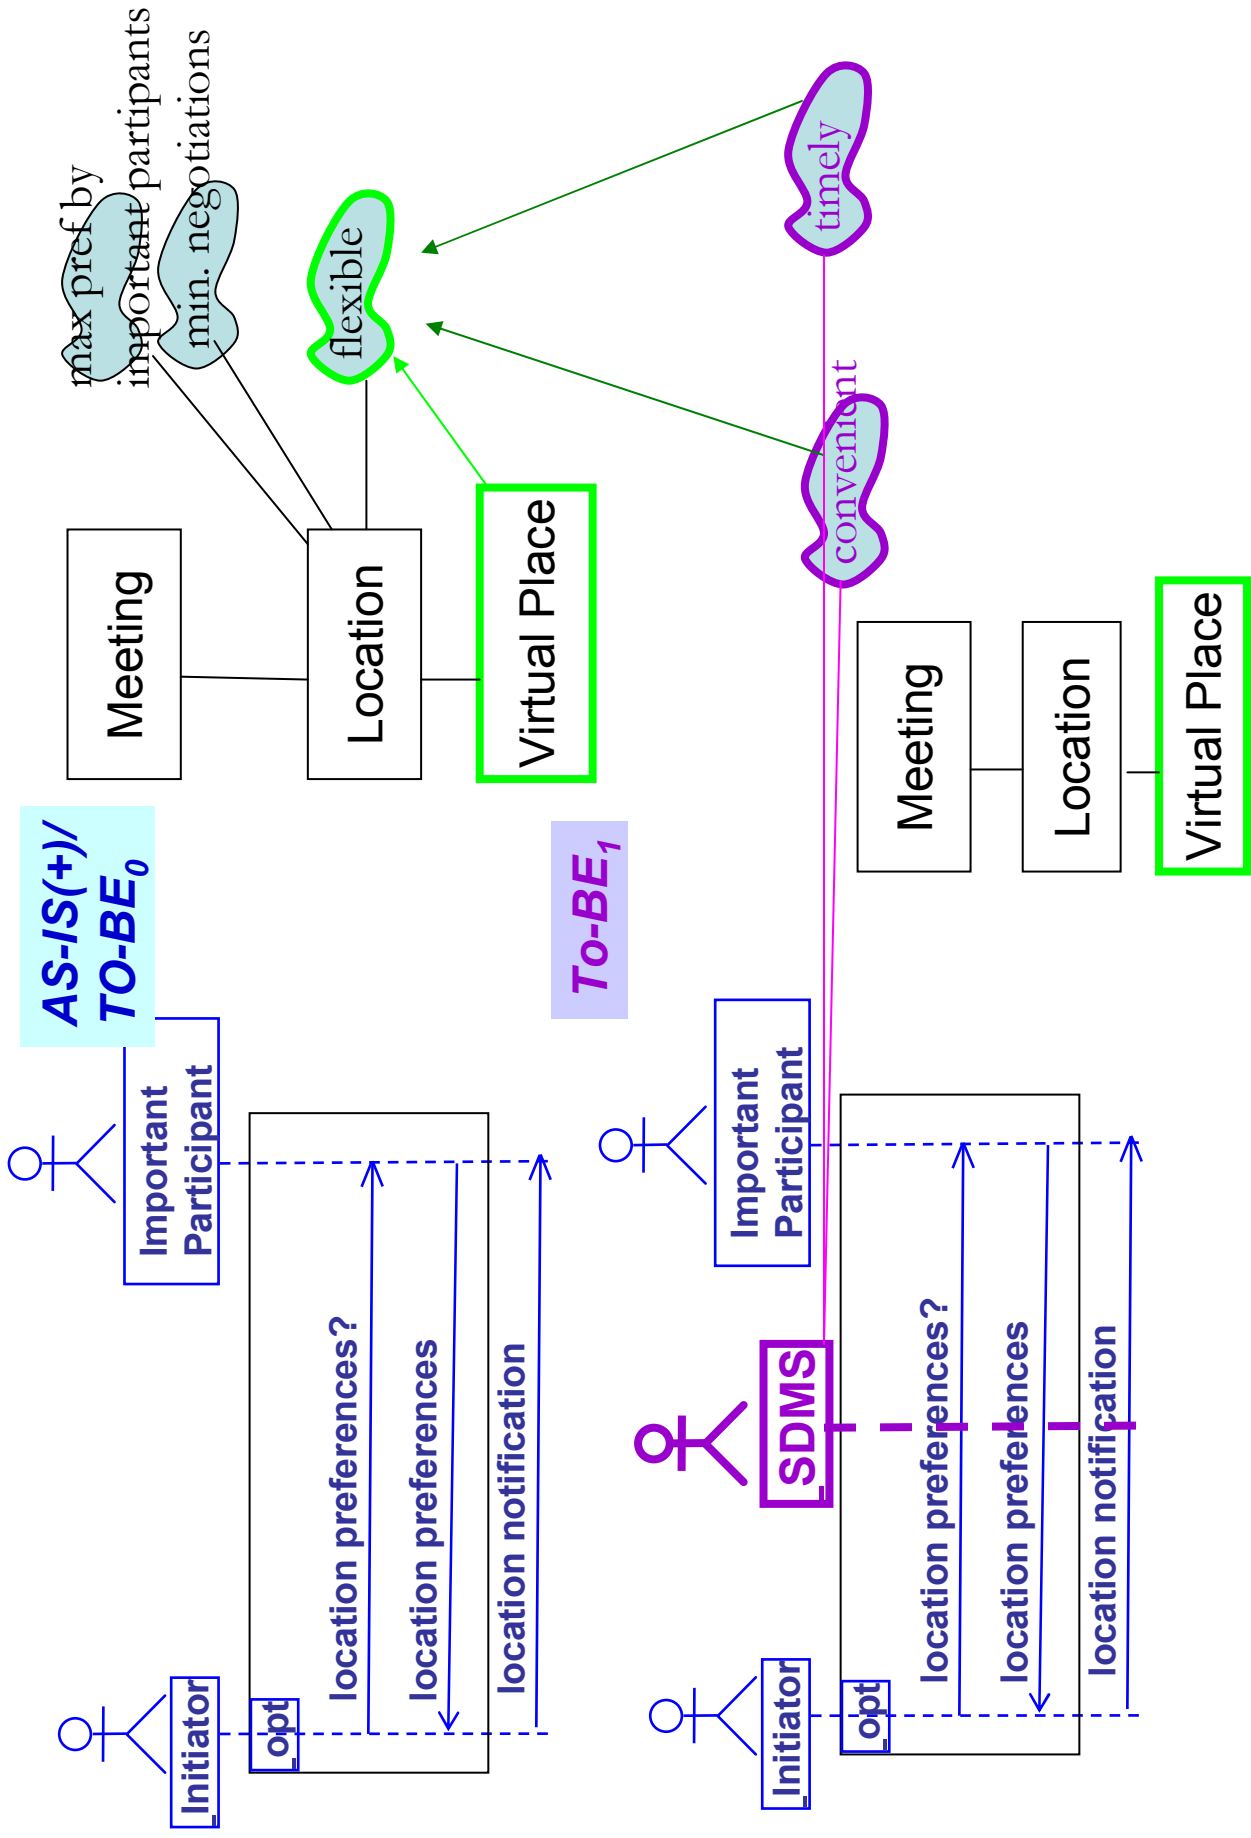 AS-IS(+)/
TO-BE0
Initiator
Important
Participant
opt
location preferences?
location preferences
location notification
Meeting
Location
Virtual Place
max pref by
important partipants
min. negotiations
flexible
To-BE1
Initiator
SDMS
Important
Participant
opt
location preferences?
location preferences
location notification
Meeting
Location
Virtual Place
convenient
timely